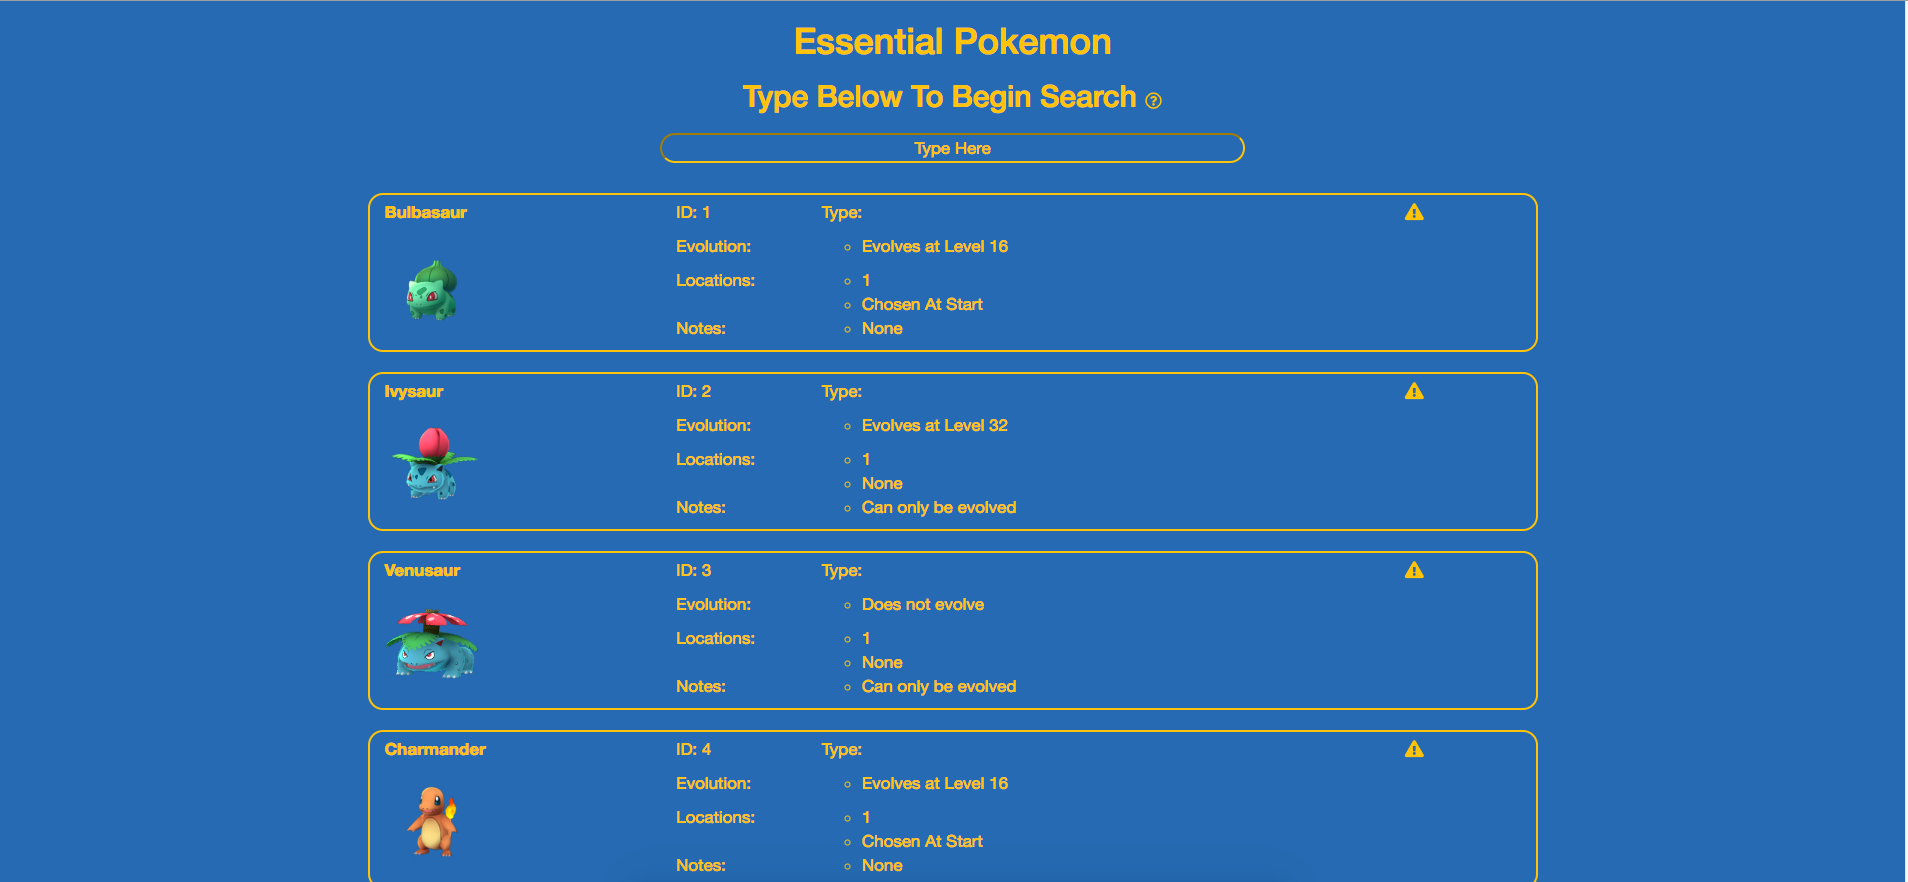 Essential Pokemon
Type Below To Begin Search
Type Here
Bulbasaur ID: 1 Type:
Evolution: Evolves at Level 16
Locations: 1
Chosen At Start
Notes: None
Ivysaur ID: 2 Type:
Evolution: Evolves at Level 32
Locations: 1
None
Notes: Can only be evolved
Venusaur ID: 3 Type:
Evolution: Does not evolve
Locations: 1
None
Notes: Can only be evolved
Charmander ID: 4 Type:
Evolution: Evolves at Level 16
Locations: 1
Chosen At Start
Notes: None